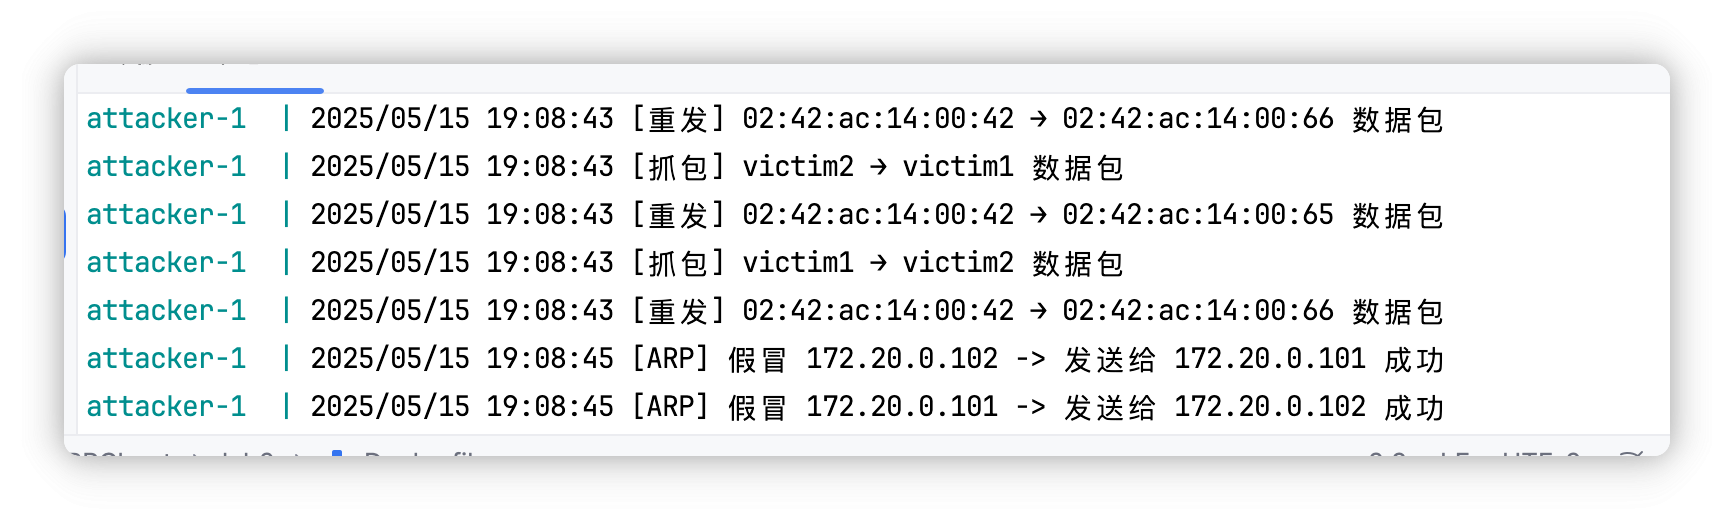 attacker-1  | 2025/05/15 19:08:43 [重发] 02:42:ac:14:00:42 → 02:42:ac:14:00:66 数据包
attacker-1  | 2025/05/15 19:08:43 [抓包] victim2 → victim1 数据包
attacker-1  | 2025/05/15 19:08:43 [重发] 02:42:ac:14:00:42 → 02:42:ac:14:00:65 数据包
attacker-1  | 2025/05/15 19:08:43 [抓包] victim1 → victim2 数据包
attacker-1  | 2025/05/15 19:08:43 [重发] 02:42:ac:14:00:42 → 02:42:ac:14:00:66 数据包
attacker-1  | 2025/05/15 19:08:45 [ARP] 假冒 172.20.0.102 -> 发送给 172.20.0.101 成功
attacker-1  | 2025/05/15 19:08:45 [ARP] 假冒 172.20.0.101 -> 发送给 172.20.0.102 成功